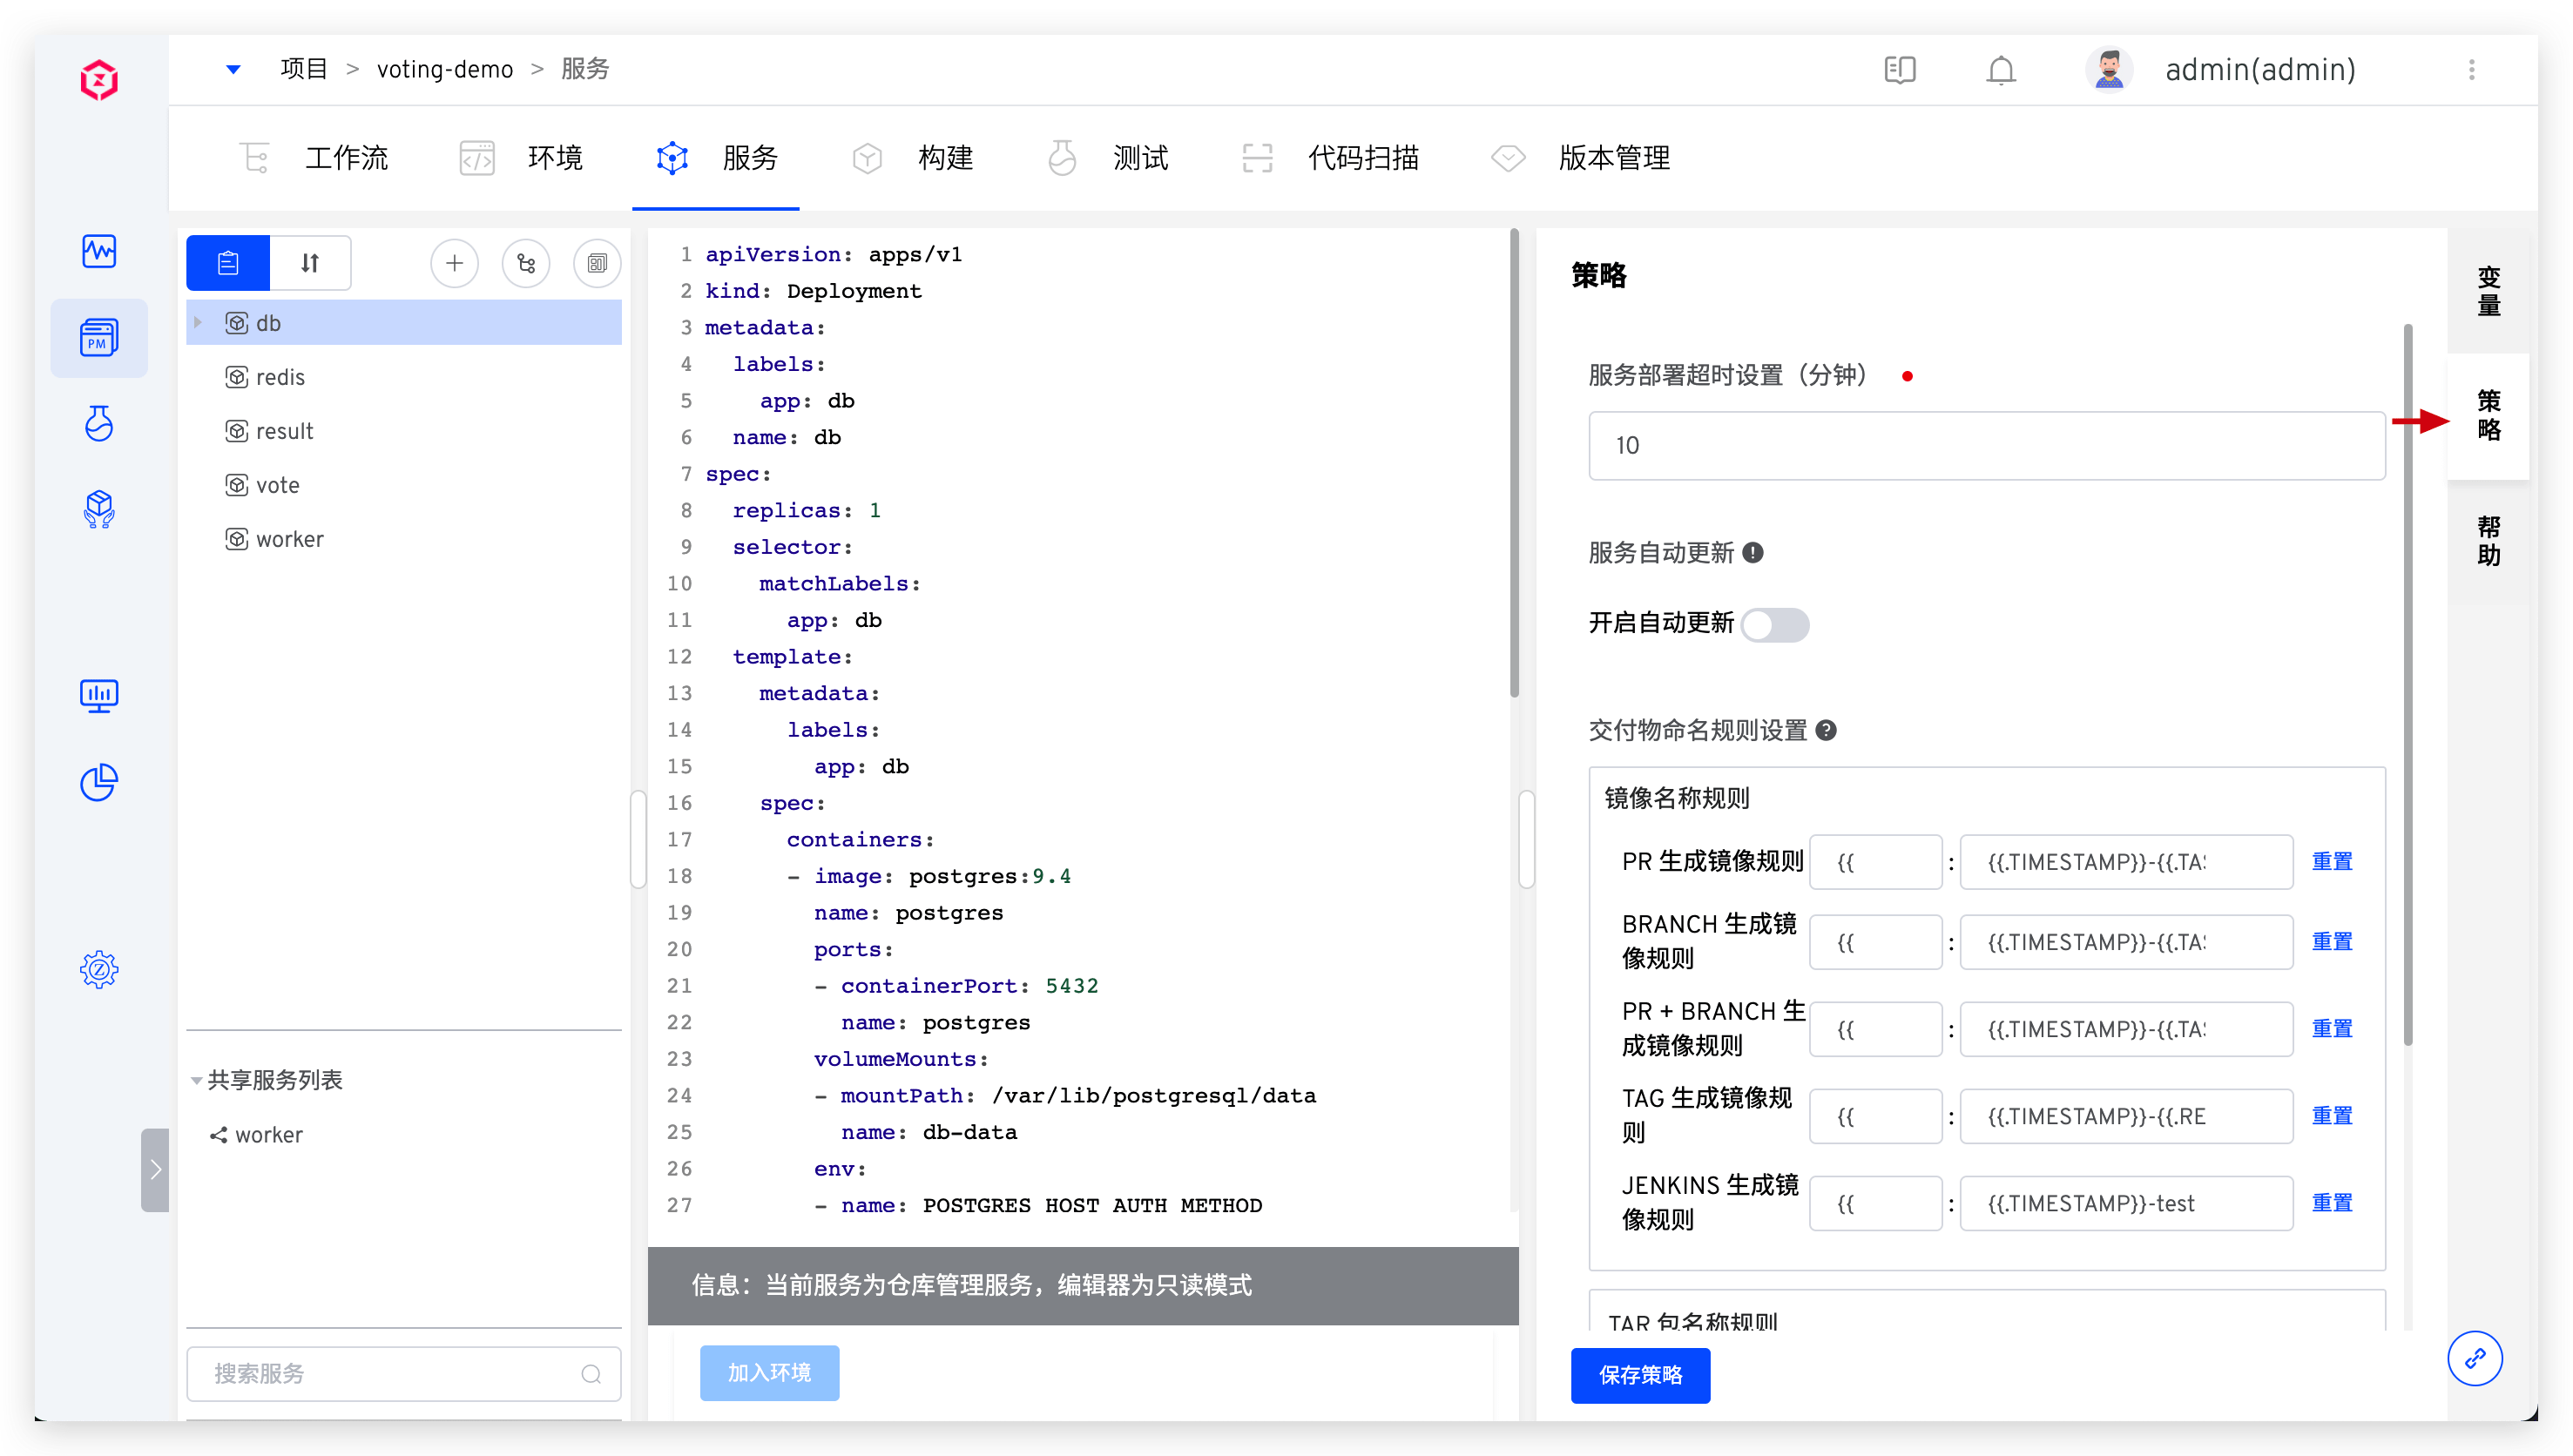 项目 > voting-demo > 服务
admin(admin)
工作流
环境
服务
构建
测试
代码扫描
版本管理
PM
db
redis
result
vote
worker
共享服务列表
worker
搜索服务
1 apiVersion: apps/v1
2 kind: Deployment
3 metadata:
4 labels:
5 app: db
6 name: db
7 spec:
8 replicas: 1
9 selector:
10 matchLabels:
11 app: db
12 template:
13 metadata:
14 labels:
15 app: db
16 spec:
17 containers:
18 - image: postgres:9.4
19 name: postgres
20 ports:
21 - containerPort: 5432
22 name: postgres
23 volumeMounts:
24 - mountPath: /var/lib/postgresql/data
25 name: db-data
26 env:
27 - name: POSTGRES HOST AUTH METHOD
信息：当前服务为仓库管理服务，编辑器为只读模式
加入环境
策略
服务部署超时设置（分钟）
10
服务自动更新
开启自动更新
交付物命名规则设置
镜像名称规则
PR 生成镜像规则 {{ : {{.TIMESTAMP}}-{{.TA 重置
BRANCH 生成镜
像规则 {{ : {{.TIMESTAMP}}-{{.TA 重置
PR + BRANCH 生
成镜像规则 {{ : {{.TIMESTAMP}}-{{.TA 重置
TAG 生成镜像规
则 {{ : {{.TIMESTAMP}}-{{.RE 重置
JENKINS 生成镜
像规则 {{ : {{.TIMESTAMP}}-test 重置
TAR 包名称规则
保存策略
变量
策略
帮助